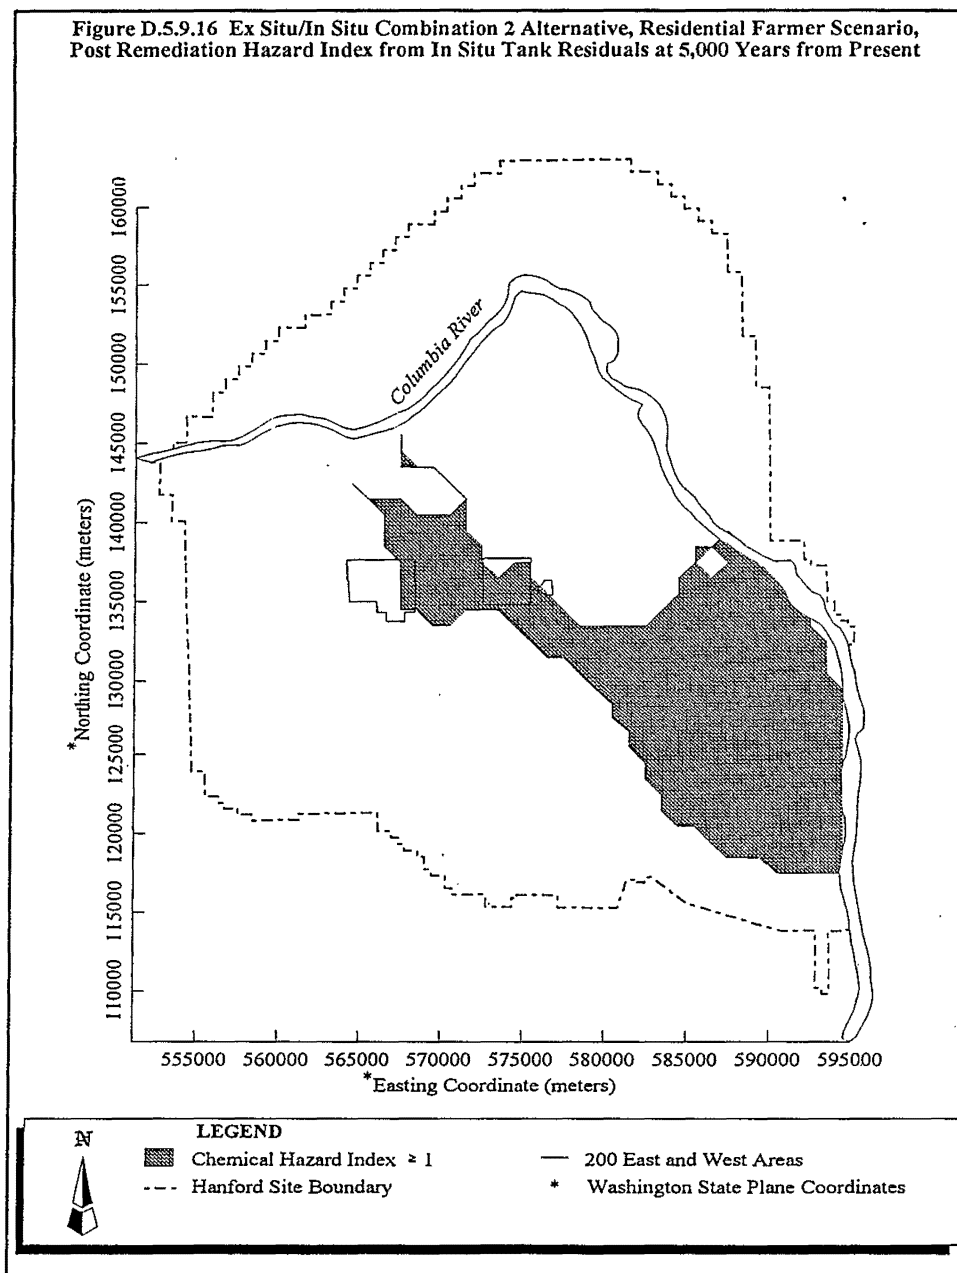 Figure D.5.9.16 Ex Situ/In Situ Combination 2 Alternative, Residential Farmer Scenario,
Post Remediation Hazard Index from In Situ Tank Residuals at 5,000 Years from Present
160000
155000
150000
145000
140000
135000
130000
125000
120000
115000
110000
*Northing Coordinate (meters)
Columbia River
555000 560000 565000 570000 575000 580000 585000 590000 595000
*Easting Coordinate (meters)
N
LEGEND
Chemical Hazard Index ≥ 1
Hanford Site Boundary
200 East and West Areas
* Washington State Plane Coordinates